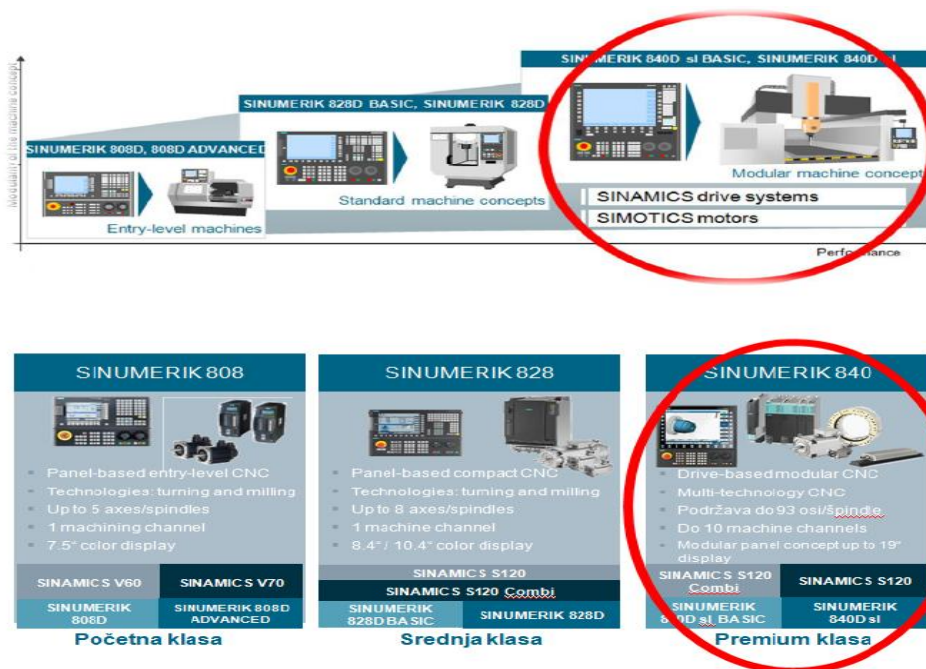 Modularity of the machine concept
SINUMERIK 840D sl BASIC, SINUMERIK 840D sl
SINUMERIK 828D BASIC, SINUMERIK 828D
SINUMERIK 808D, 808D ADVANCED
Modular machine concept
Standard machine concepts
SINAMICS drive systems
SIMOTICS motors
Entry-level machines
Performance
SINUMERIK 808
Panel-based entry-level CNC
Technologies: turning and milling
Up to 5 axes/spindles
1 machining channel
7.5" color display
SINAMICS V60
SINAMICS V70
SINUMERIK
808D
SINUMERIK 808D
ADVANCED
Početna klasa
SINUMERIK 828
Panel-based compact CNC
Technologies: turning and milling
Up to 8 axes/spindles
1 machining channel
8.4" / 10.4" color display
SINAMICS S120
SINAMICS S120 Combi
SINUMERIK
828D BASIC
SINUMERIK 828D
Srednja klasa
SINUMERIK 840
Drive-based modular CNC
Multi-technology CNC
Podržava do 93 osi/špindle
Do 10 machine channels
Modular panel concept up to 19"
display
SINAMICS S120
Combi
SINAMICS S120
SINUMERIK
840D sl BASIC
SINUMERIK
840D sl
Premium klasa